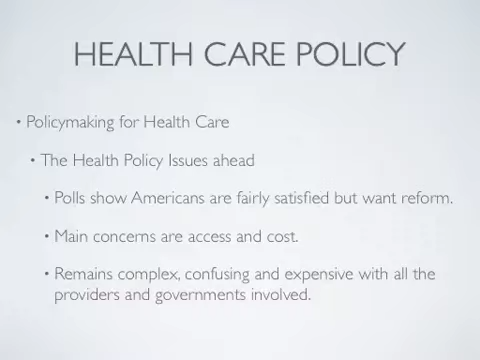 HEALTH CARE POLICY
• Policymaking for Health Care
• The Health Policy Issues ahead
• Polls show Americans are fairly satisfied but want reform.
• Main concerns are access and cost.
• Remains complex, confusing and expensive with all the
providers and governments involved.